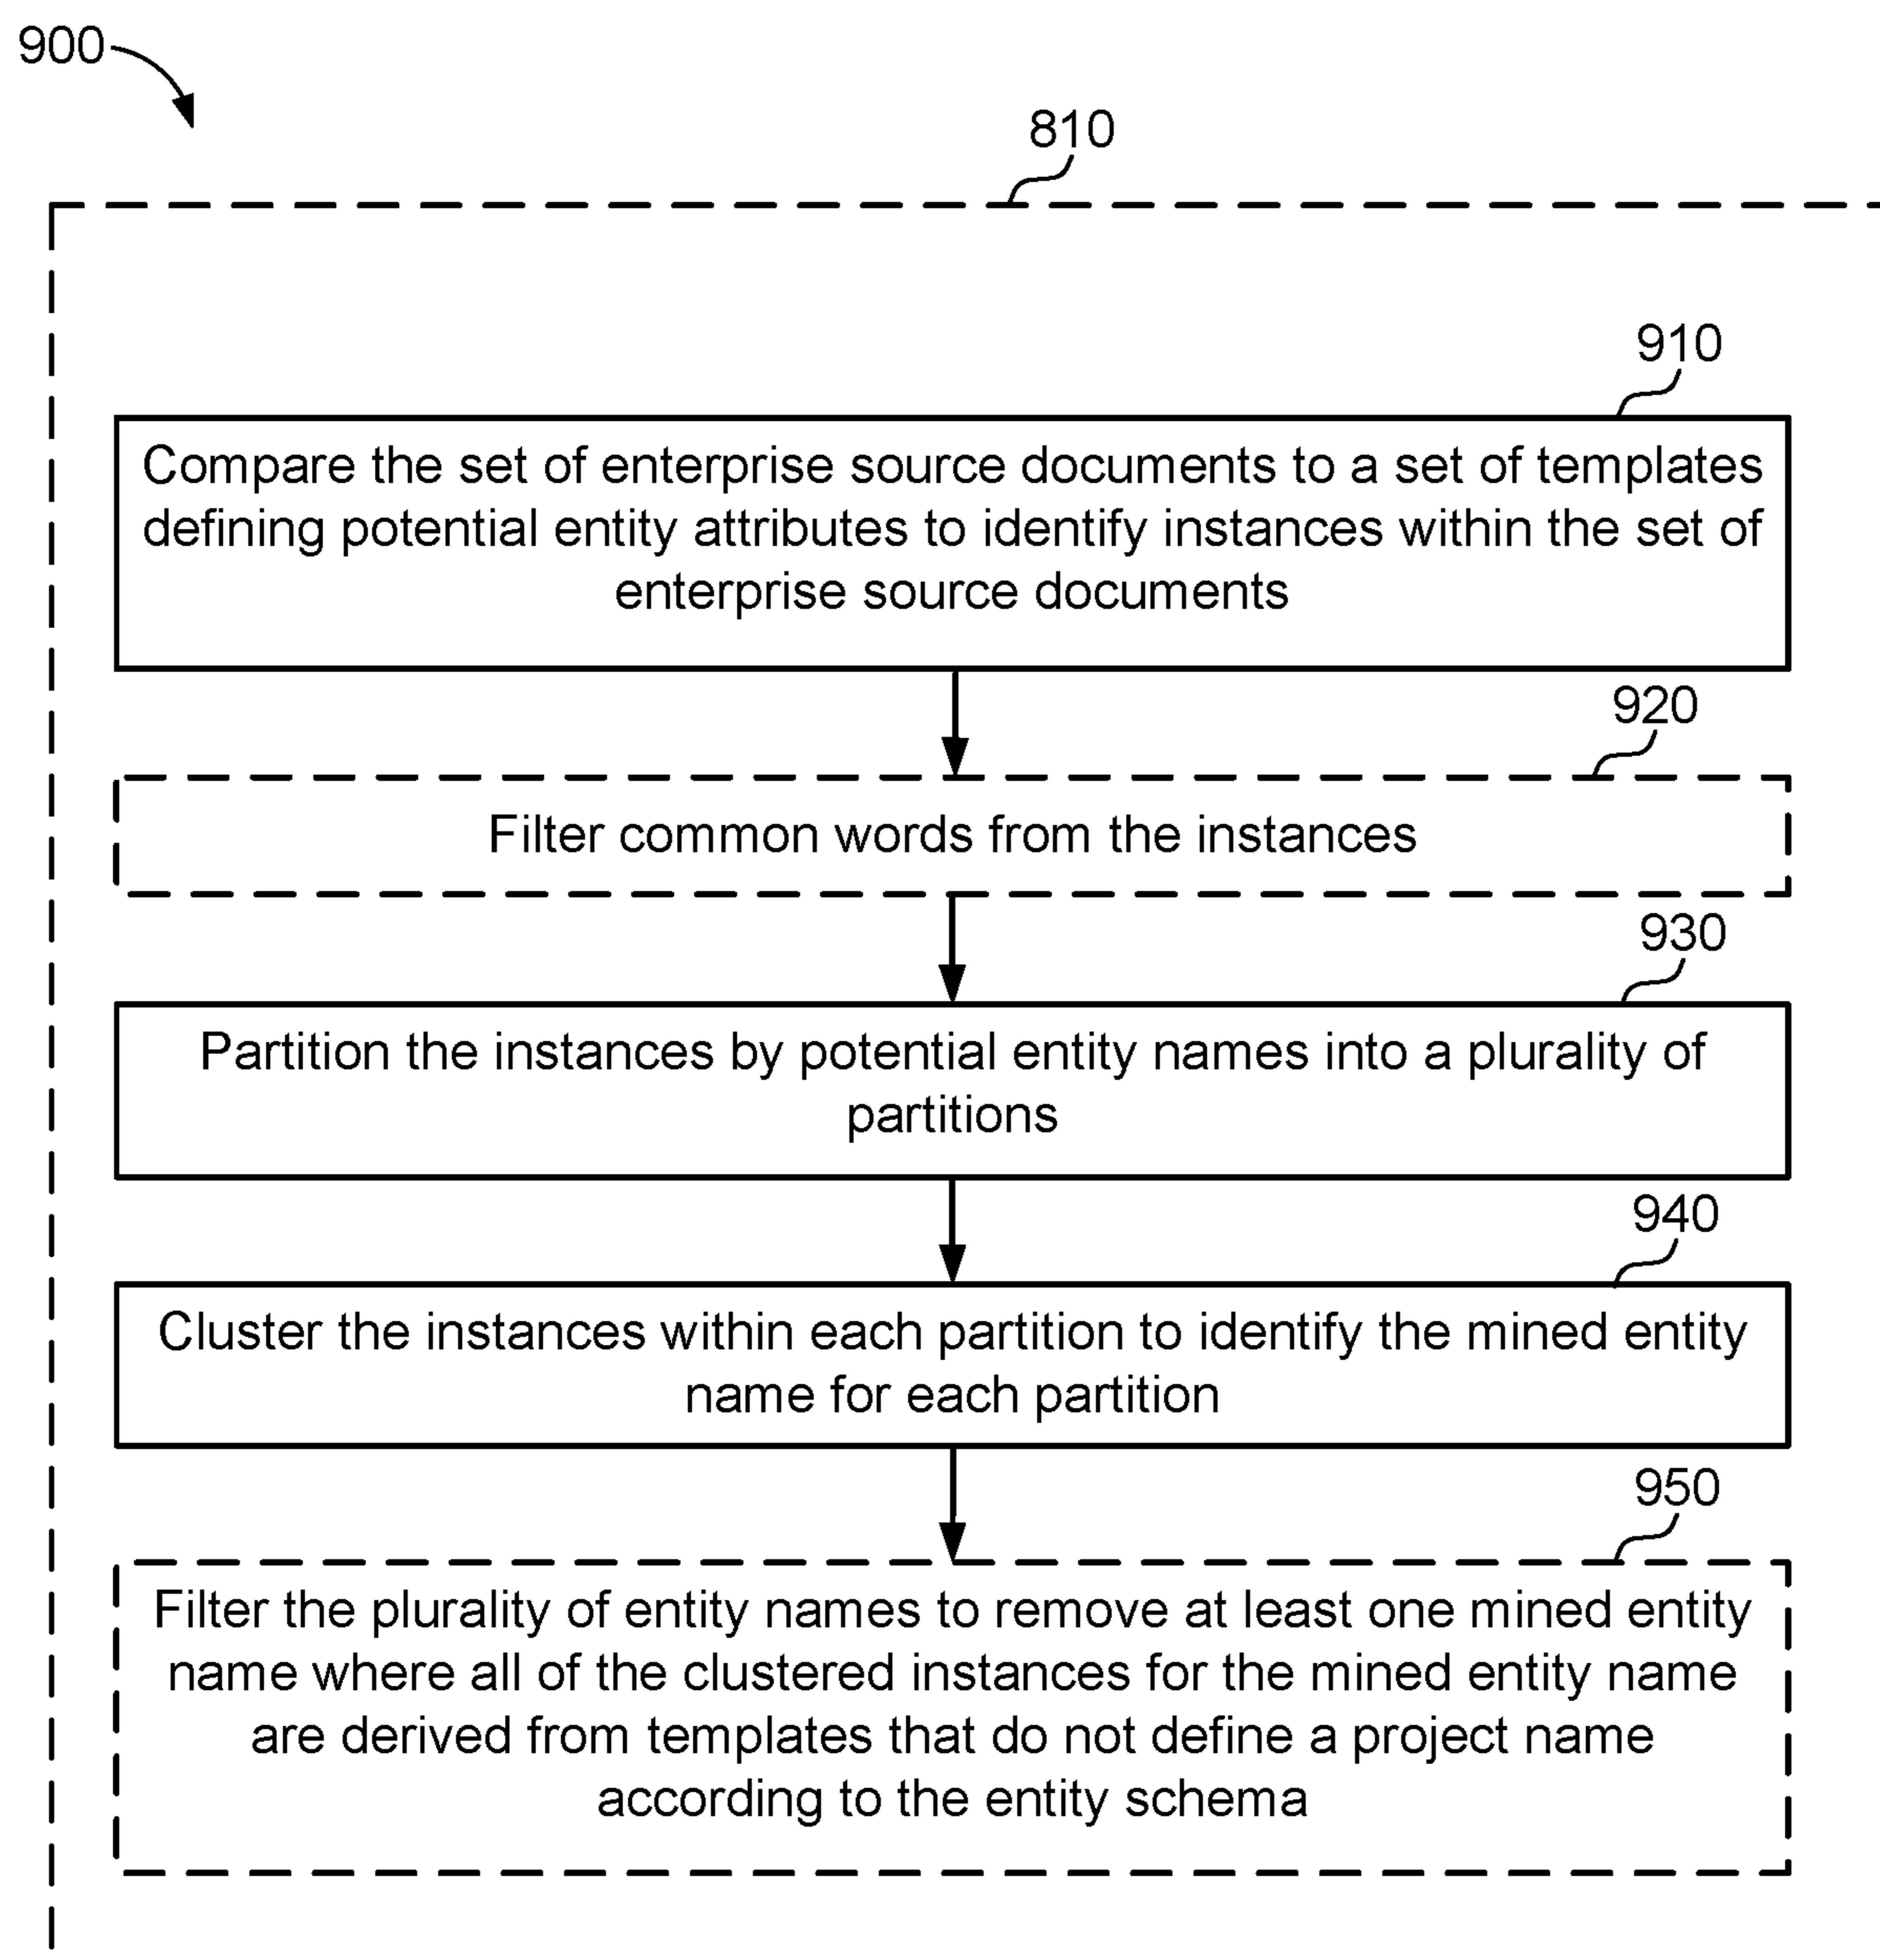 900
810
910
Compare the set of enterprise source documents to a set of templates
defining potential entity attributes to identify instances within the set of
enterprise source documents
920
Filter common words from the instances
930
Partition the instances by potential entity names into a plurality of
partitions
940
Cluster the instances within each partition to identify the mined entity
name for each partition
950
Filter the plurality of entity names to remove at least one mined entity
name where all of the clustered instances for the mined entity name
are derived from templates that do not define a project name
according to the entity schema